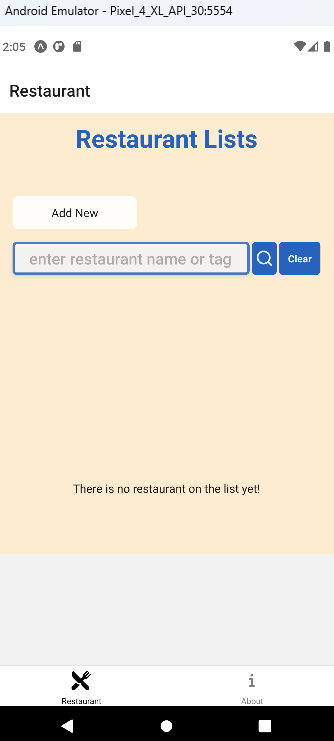 Android Emulator - Pixel_4_XL_API_30:5554
2:05
Restaurant
Restaurant Lists
Add New
enter restaurant name or tag
Clear
There is no restaurant on the list yet!
Restaurant
About